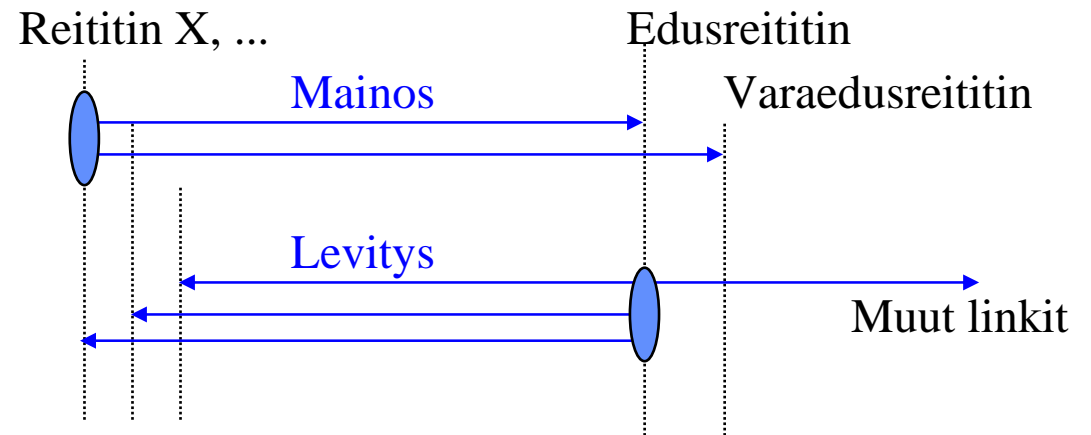 Reititin X, ...
Edusreititin
Mainos
Varaedusreititin
Levitys
Muut linkit